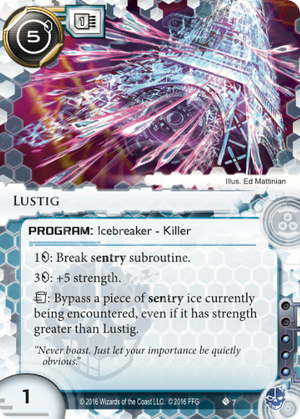 5
1
Illus. Ed Mattinian
LUSTIG
PROGRAM: Icebreaker - Killer
1: Break sentry subroutine.
3: +5 strength.
: Bypass a piece of sentry ice currently
being encountered, even if it has strength
greater than Lustig.
“Never boast. Just let your importance be quietly
obvious.”
1
© 2016 Wizards of the Coast LLC. © 2016 FFG
7